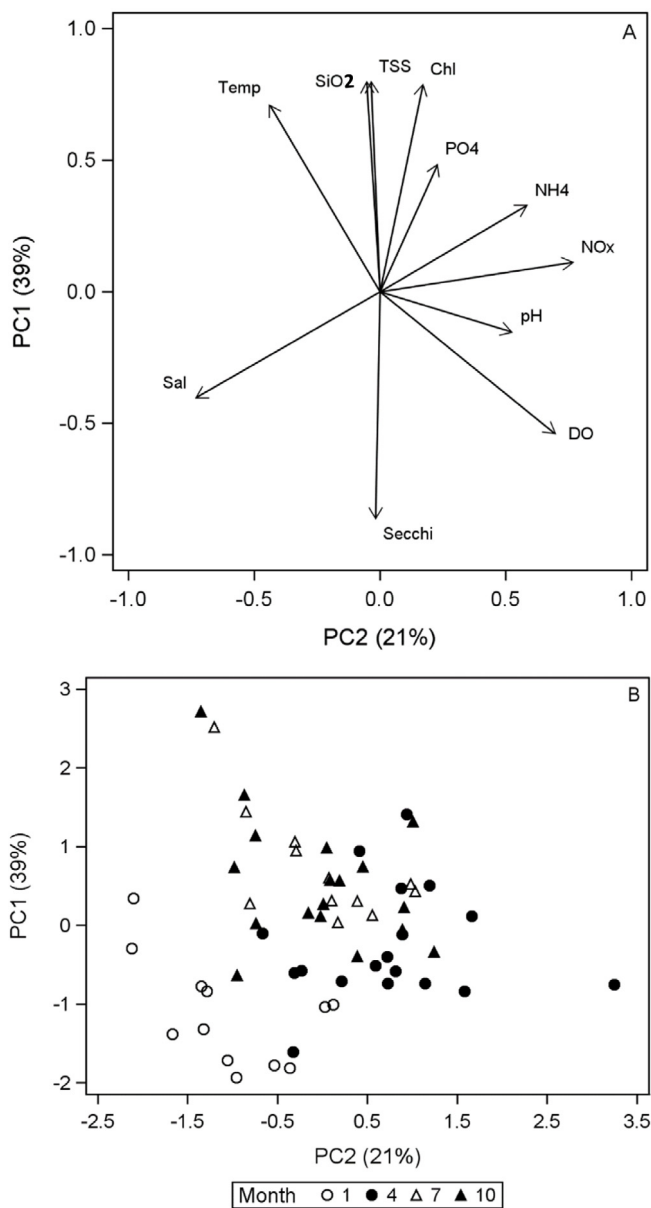 A
1.0
TSS
Chl
SiO2
Temp
PO4
0.5
NH4
NOx
PC1 (39%)
0.0
pH
Sal
-0.5
DO
Secchi
-1.0
-1.0 -0.5 0.0 0.5 1.0
PC2 (21%)
B
3
2
1
PC1 (39%)
0
-1
-2
-2.5 -1.5 -0.5 0.5 1.5 2.5 3.5
PC2 (21%)
Month 1 4 7 10